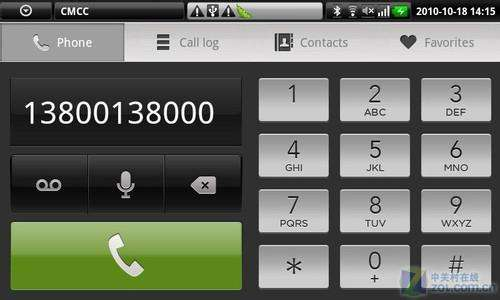 CMCC
2010-10-18 14:15
Phone
Call log
Contacts
Favorites
13800138000
1
2
ABC
3
DEF
4
GHI
5
JKL
6
MNO
7
PQRS
8
TUV
9
WXYZ
*
0
+
#
中关村在线
zol.com.cn